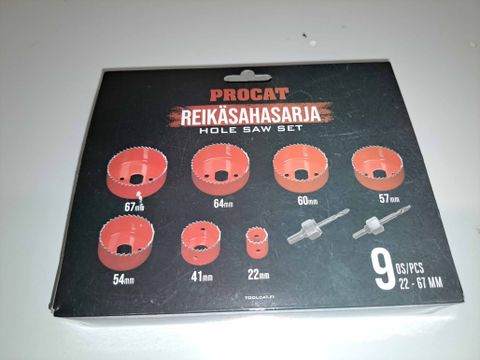 PROCAT
REIKÄSAHASARJA
HOLE SAW SET
67mm
64mm
60mm
57mm
54mm
41mm
22mm
9 OS/PCS
22 - 67 MM
TOOLCAT.FI